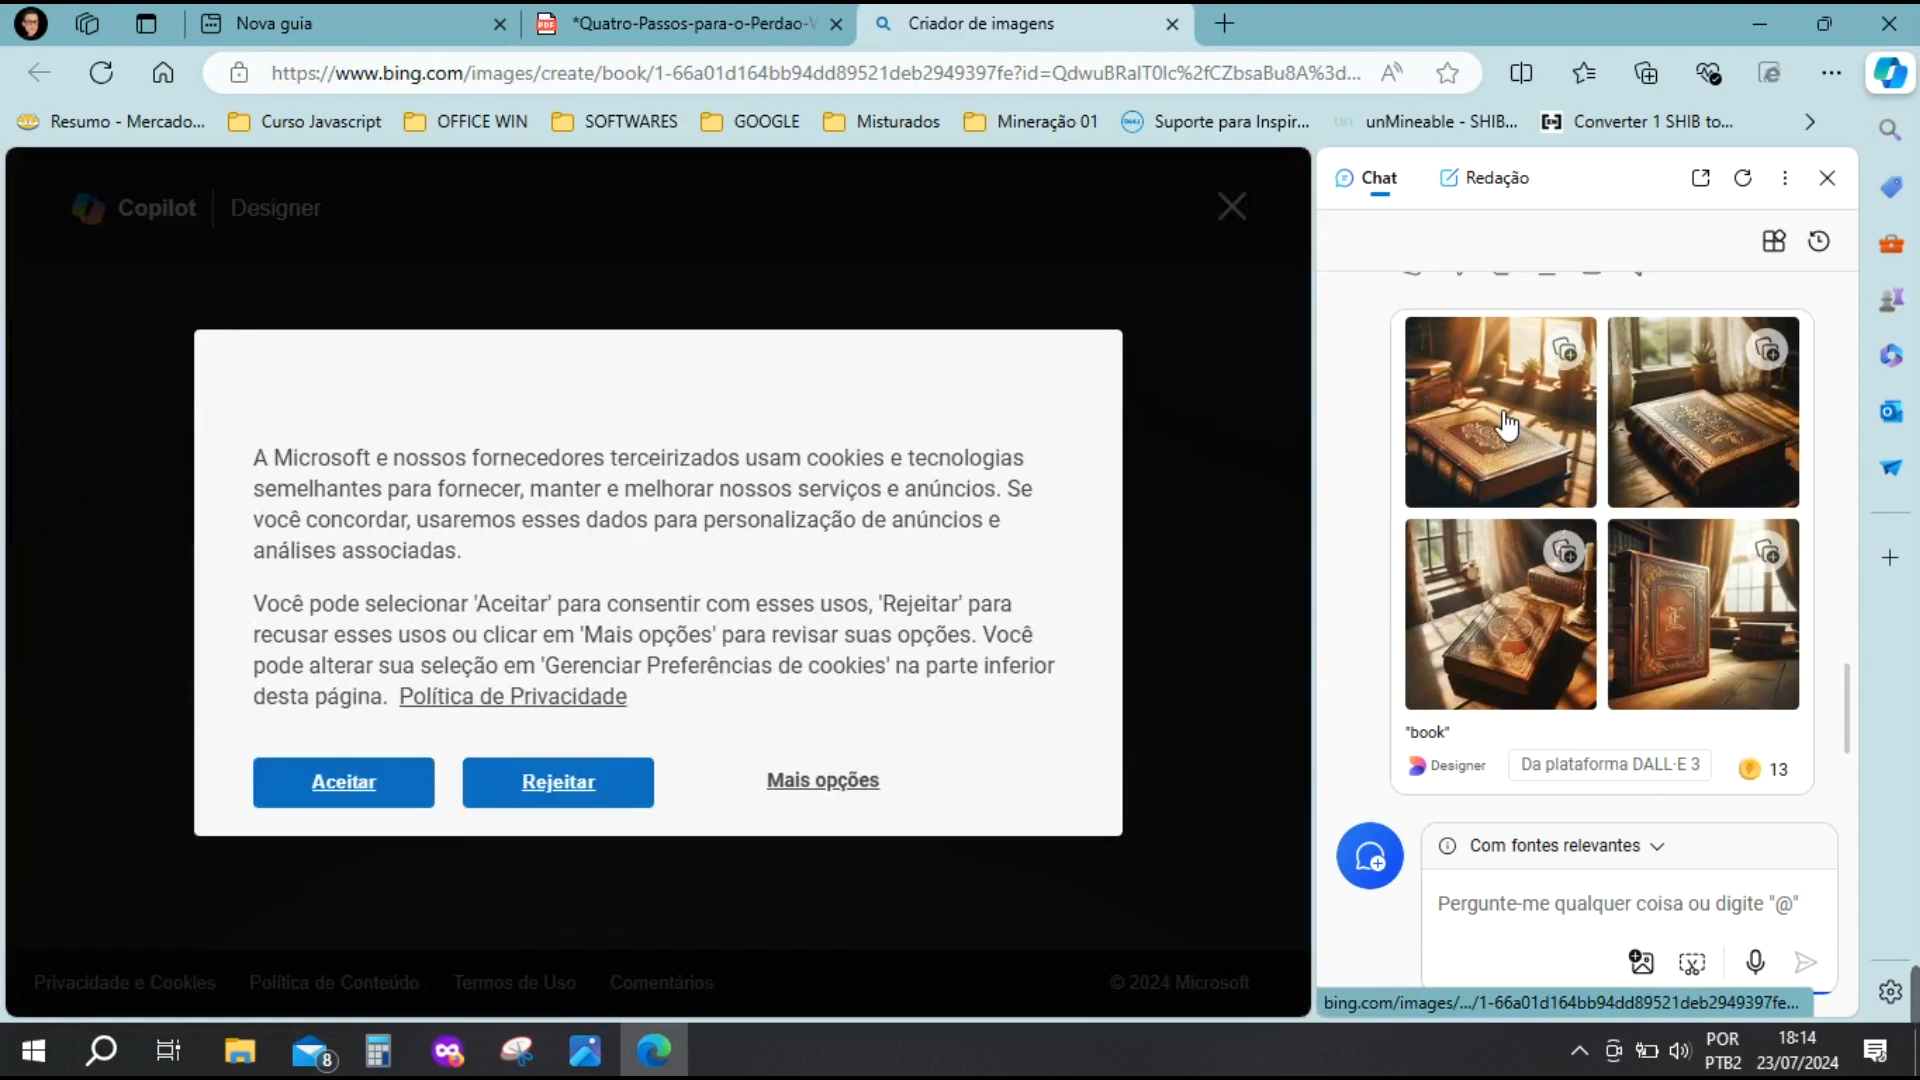 Nova guia
*Quatro-Passos-para-o-Perdao-V
Criador de imagens
https://www.bing.com/images/create/book/1-66a01d164bb94dd89521deb2949397fe?id=QdwuBRalT0Ic%2fCZbsaBu8A%3d...
Resumo - Mercado...
Curso Javascript
OFFICE WIN
SOFTWARES
GOOGLE
Misturados
Mineração 01
Suporte para Inspir...
unMineable - SHIB...
Converter 1 SHIB to...
Copilot
Designer
A Microsoft e nossos fornecedores terceirizados usam cookies e tecnologias
semelhantes para fornecer, manter e melhorar nossos serviços e anúncios. Se
você concordar, usaremos esses dados para personalização de anúncios e
análises associadas.
Você pode selecionar 'Aceitar' para consentir com esses usos, 'Rejeitar' para
recusar esses usos ou clicar em 'Mais opções' para revisar suas opções. Você
pode alterar sua seleção em 'Gerenciar Preferências de cookies' na parte inferior
desta página. Política de Privacidade
Aceitar
Rejeitar
Mais opções
Privacidade e Cookies
Política de Conteúdo
Termos de Uso
Comentários
© 2024 Microsoft
Chat
Redação
"book"
Designer
Da plataforma DALL·E 3
13
Com fontes relevantes
Pergunte-me qualquer coisa ou digite "@"
bing.com/images/.../1-66a01d164bb94dd89521deb2949397fe...
8
POR
PTB2
18:14
23/07/2024